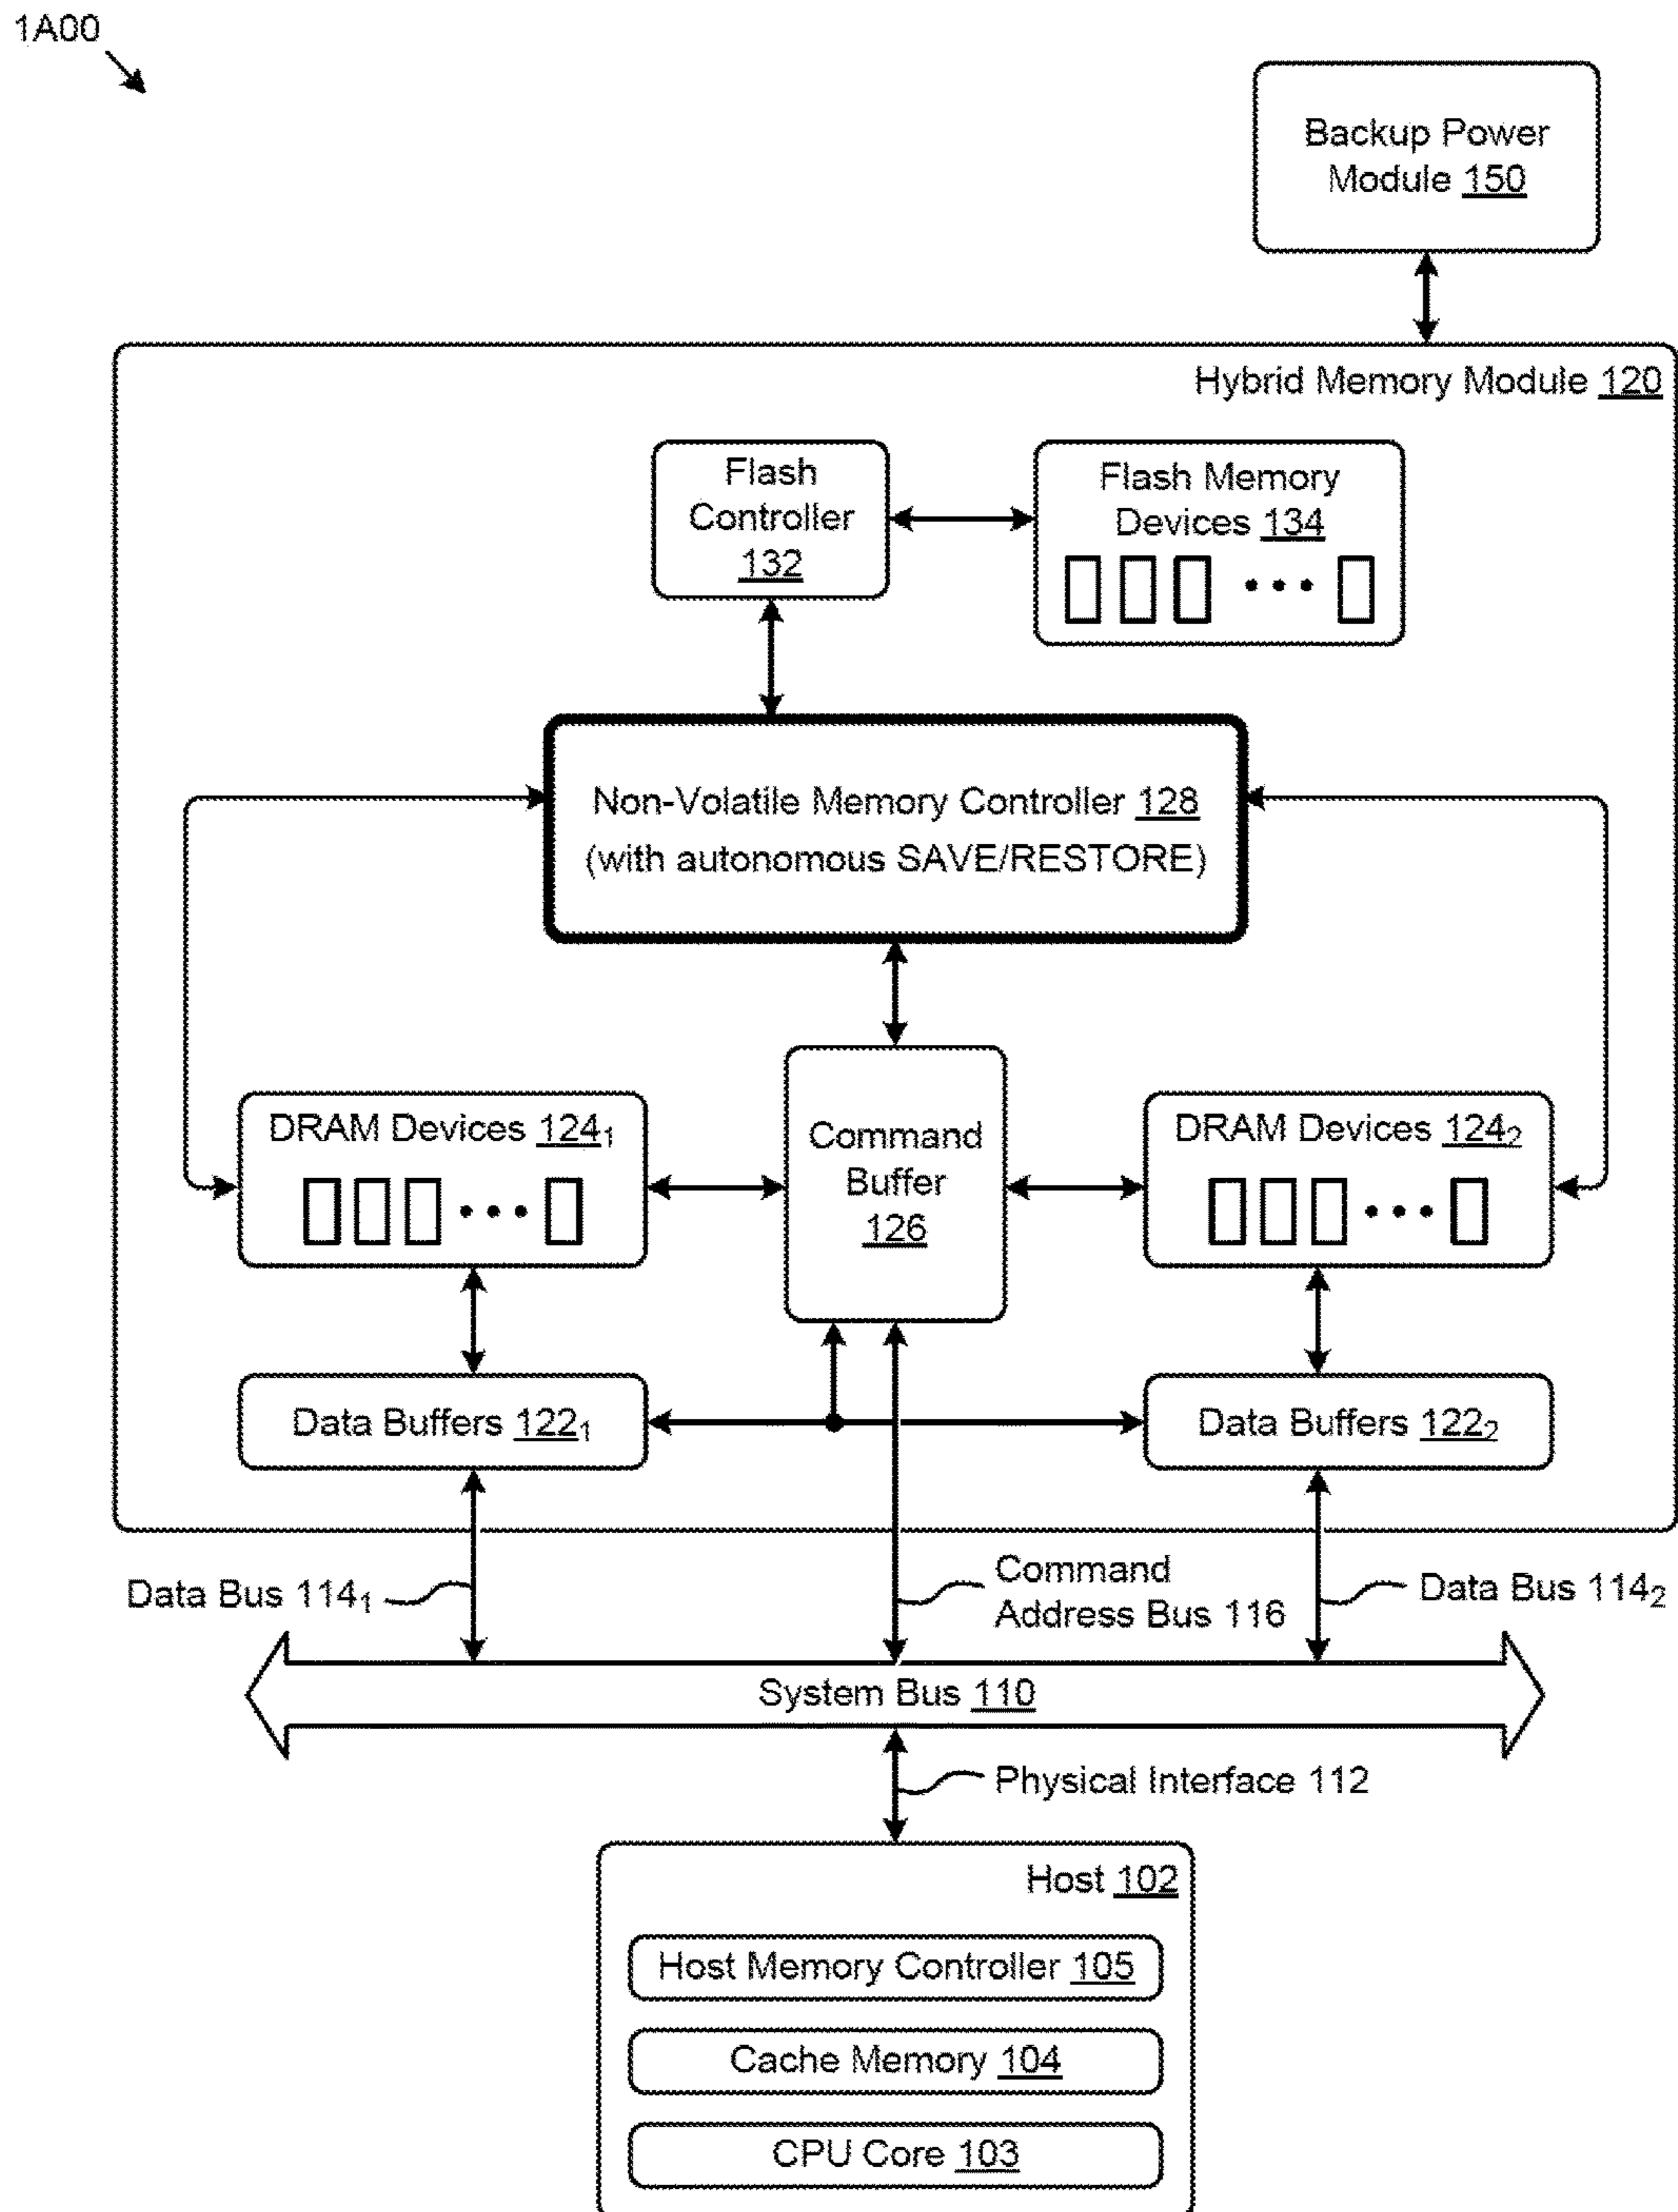 1A00
Backup Power
Module 150
Hybrid Memory Module 120
Flash
Controller
132
Flash Memory
Devices 134
Non-Volatile Memory Controller 128
(with autonomous SAVE/RESTORE)
DRAM Devices 124₁
Command
Buffer
126
DRAM Devices 124₂
Data Buffers 122₁
Data Buffers 122₂
Data Bus 114₁
Command
Address Bus 116
Data Bus 114₂
System Bus 110
Physical Interface 112
Host 102
Host Memory Controller 105
Cache Memory 104
CPU Core 103